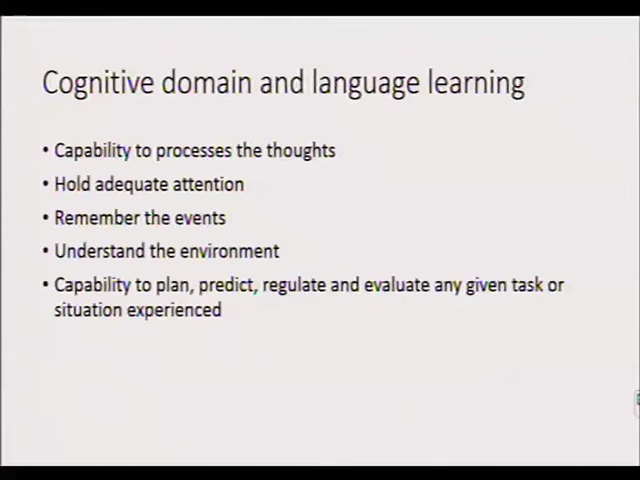 Cognitive domain and language learning
• Capability to processes the thoughts
• Hold adequate attention
• Remember the events
• Understand the environment
• Capability to plan, predict, regulate and evaluate any given task or
situation experienced